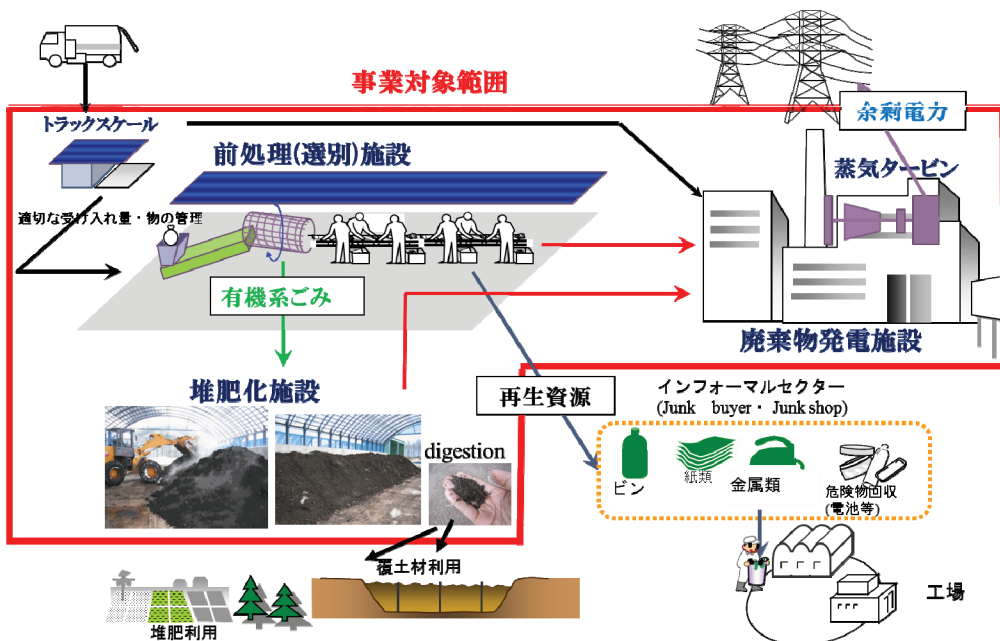 事業対象範囲
トラックスケール
余剰電力
前処理(選別)施設
蒸気タービン
適切な受け入れ量・物の管理
有機系ごみ
廃棄物発電施設
堆肥化施設
再生資源
インフォーマルセクター
(Junk buyer・Junk shop)
digestion
ビン
紙類
金属類
危険物回収
(電池等)
覆土材利用
工場
堆肥利用